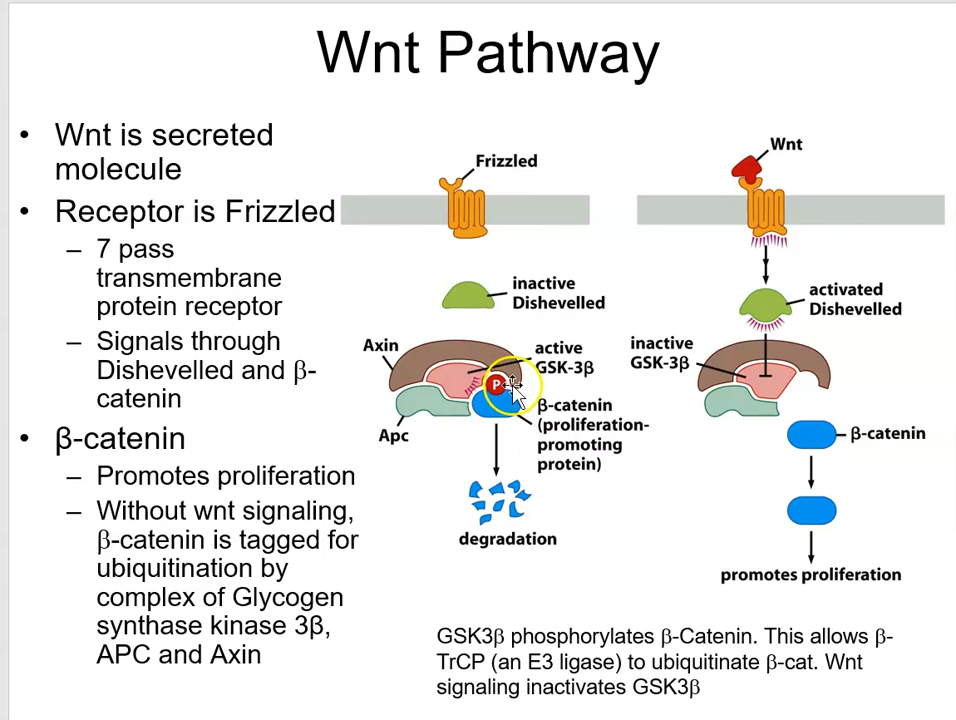 Wnt Pathway
• Wnt is secreted
molecule
• Receptor is Frizzled
– 7 pass
transmembrane
protein receptor
– Signals through
Dishevelled and β-
catenin
• β-catenin
– Promotes proliferation
– Without wnt signaling,
β-catenin is tagged for
ubiquitination by
complex of Glycogen
synthase kinase 3β,
APC and Axin
Frizzled
inactive
Dishevelled
Axin
active
GSK-3β
P
β-catenin
(proliferation-
promoting
protein)
Apc
degradation
Wnt
activated
Dishevelled
inactive
GSK-3β
β-catenin
promotes proliferation
GSK3β phosphorylates β-Catenin. This allows β-
TrCP (an E3 ligase) to ubiquitinate β-cat. Wnt
signaling inactivates GSK3β